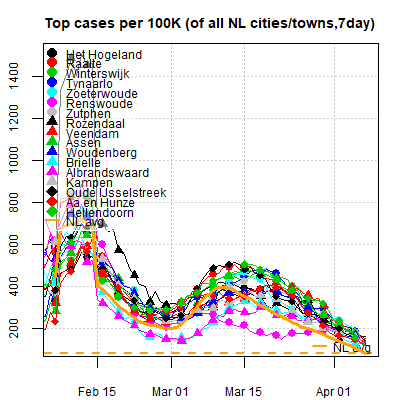 Top cases per 100K (of all NL cities/towns,7day)
1400
1200
1000
800
600
400
200
Het Hogeland
Raalte
Winterswijk
Tynaarlo
Zoeterwoude
Renswoude
Zutphen
Rozendaal
Veendam
Assen
Woudenberg
Brielle
Albrandswaard
Kampen
Oude IJsselstreek
Aa en Hunze
Hellendoorn
NL avg
NL avg
Feb 15
Mar 01
Mar 15
Apr 01